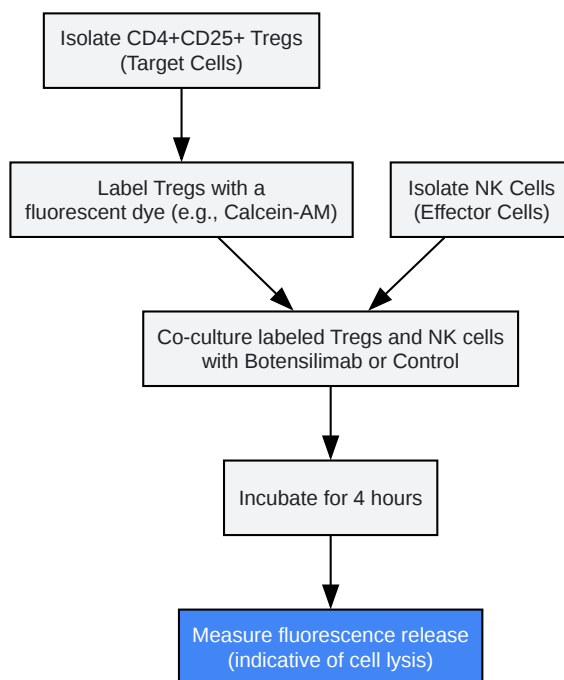 Isolate CD4+CD25+ Tregs
(Target Cells)
Label Tregs with a
fluorescent dye (e.g., Calcein-AM)
Isolate NK Cells
(Effector Cells)
Co-culture labeled Tregs and NK cells
with Botensilimab or Control
Incubate for 4 hours
Measure fluorescence release
(indicative of cell lysis)